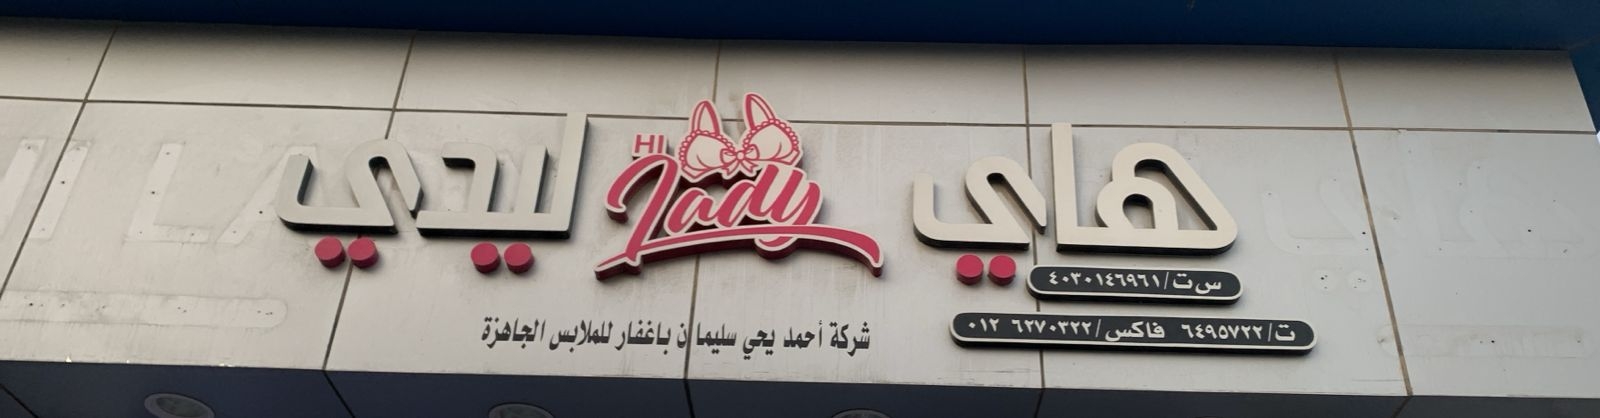 هاي ليدي
HI
Lady
س ت/٤٠٣٠١٤٦٩٦١
ت/٦٤٩٥٧٢٢ فاكس/٦٢٧٠٣٢٢ ٠١٢
شركة أحمد يحي سليمان باغفار للملابس الجاهزة